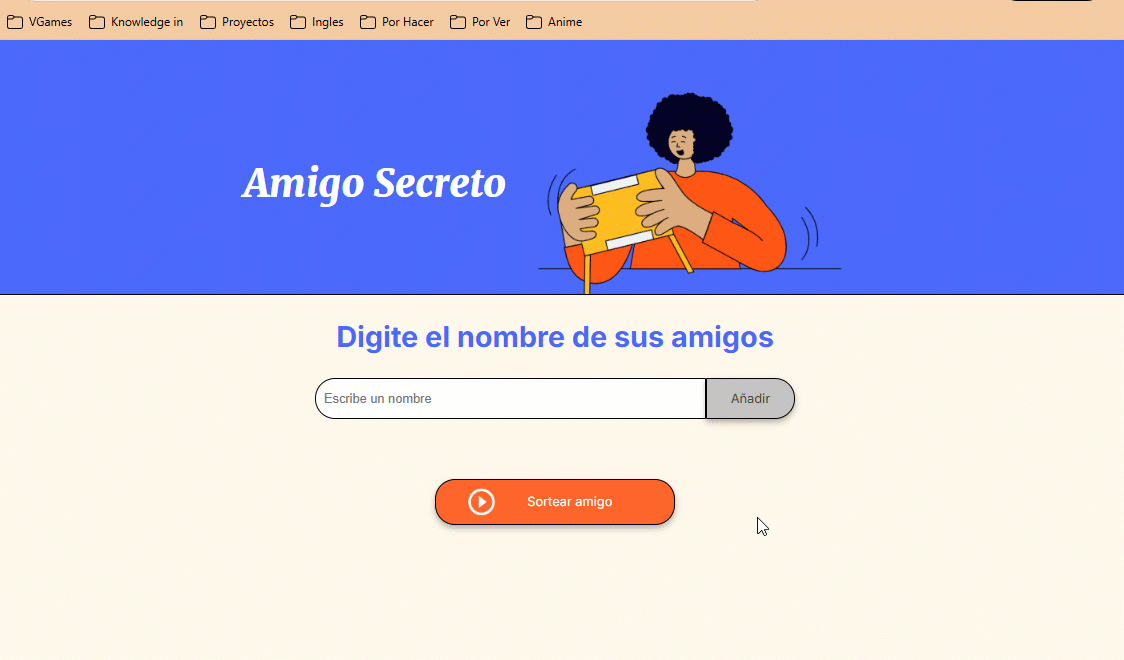 VGames Knowledge in Proyectos Ingles Por Hacer Por Ver Anime
Amigo Secreto
Digite el nombre de sus amigos
Escribe un nombre Añadir
Sortear amigo